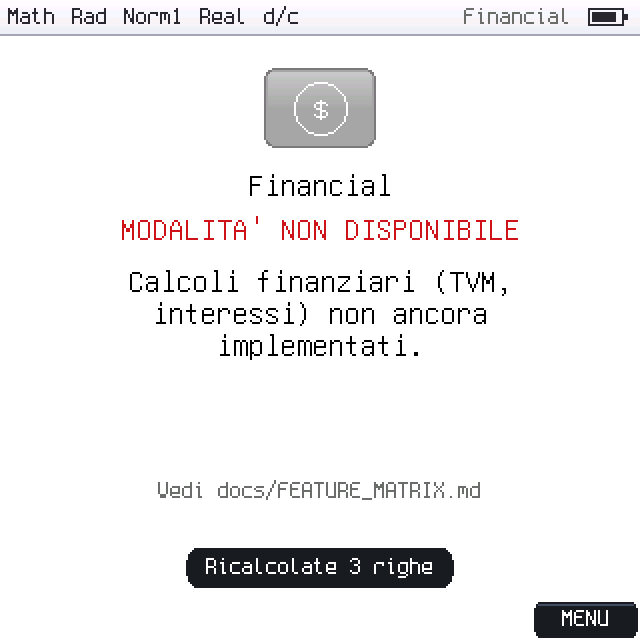 Math Rad Norm1 Real d/c Financial
$
Financial
MODALITA' NON DISPONIBILE
Calcoli finanziari (TVM,
interessi) non ancora
implementati.
Vedi docs/FEATURE_MATRIX.md
Ricalcolate 3 righe
MENU